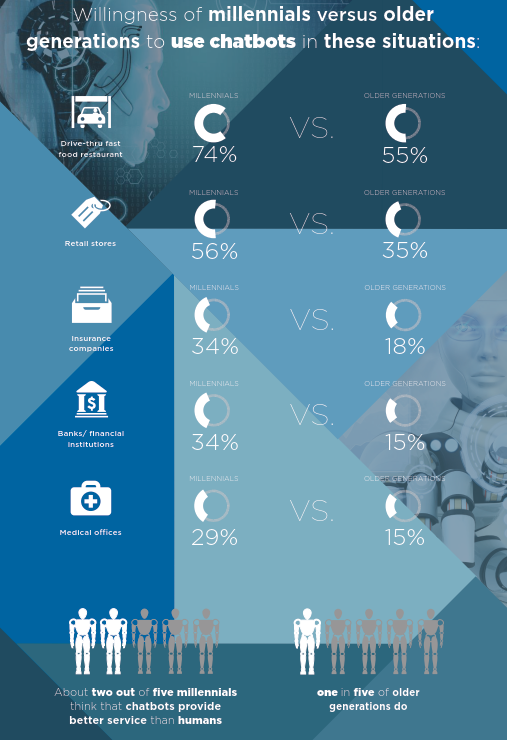 Willingness of millennials versus older
generations to use chatbots in these situations:
MILLENNIALS OLDER GENERATIONS
Drive-thru fast
food restaurant
VS.
74% 55%
MILLENNIALS OLDER GENERATIONS
Retail stores
VS.
56% 35%
MILLENNIALS OLDER GENERATIONS
Insurance
companies
VS.
34% 18%
MILLENNIALS OLDER GENERATIONS
Banks/ financial
institutions
VS.
34% 15%
MILLENNIALS OLDER GENERATIONS
$
Medical offices
VS.
29% 15%
About two out of five millennials
think that chatbots provide
better service than humans
one in five of older
generations do